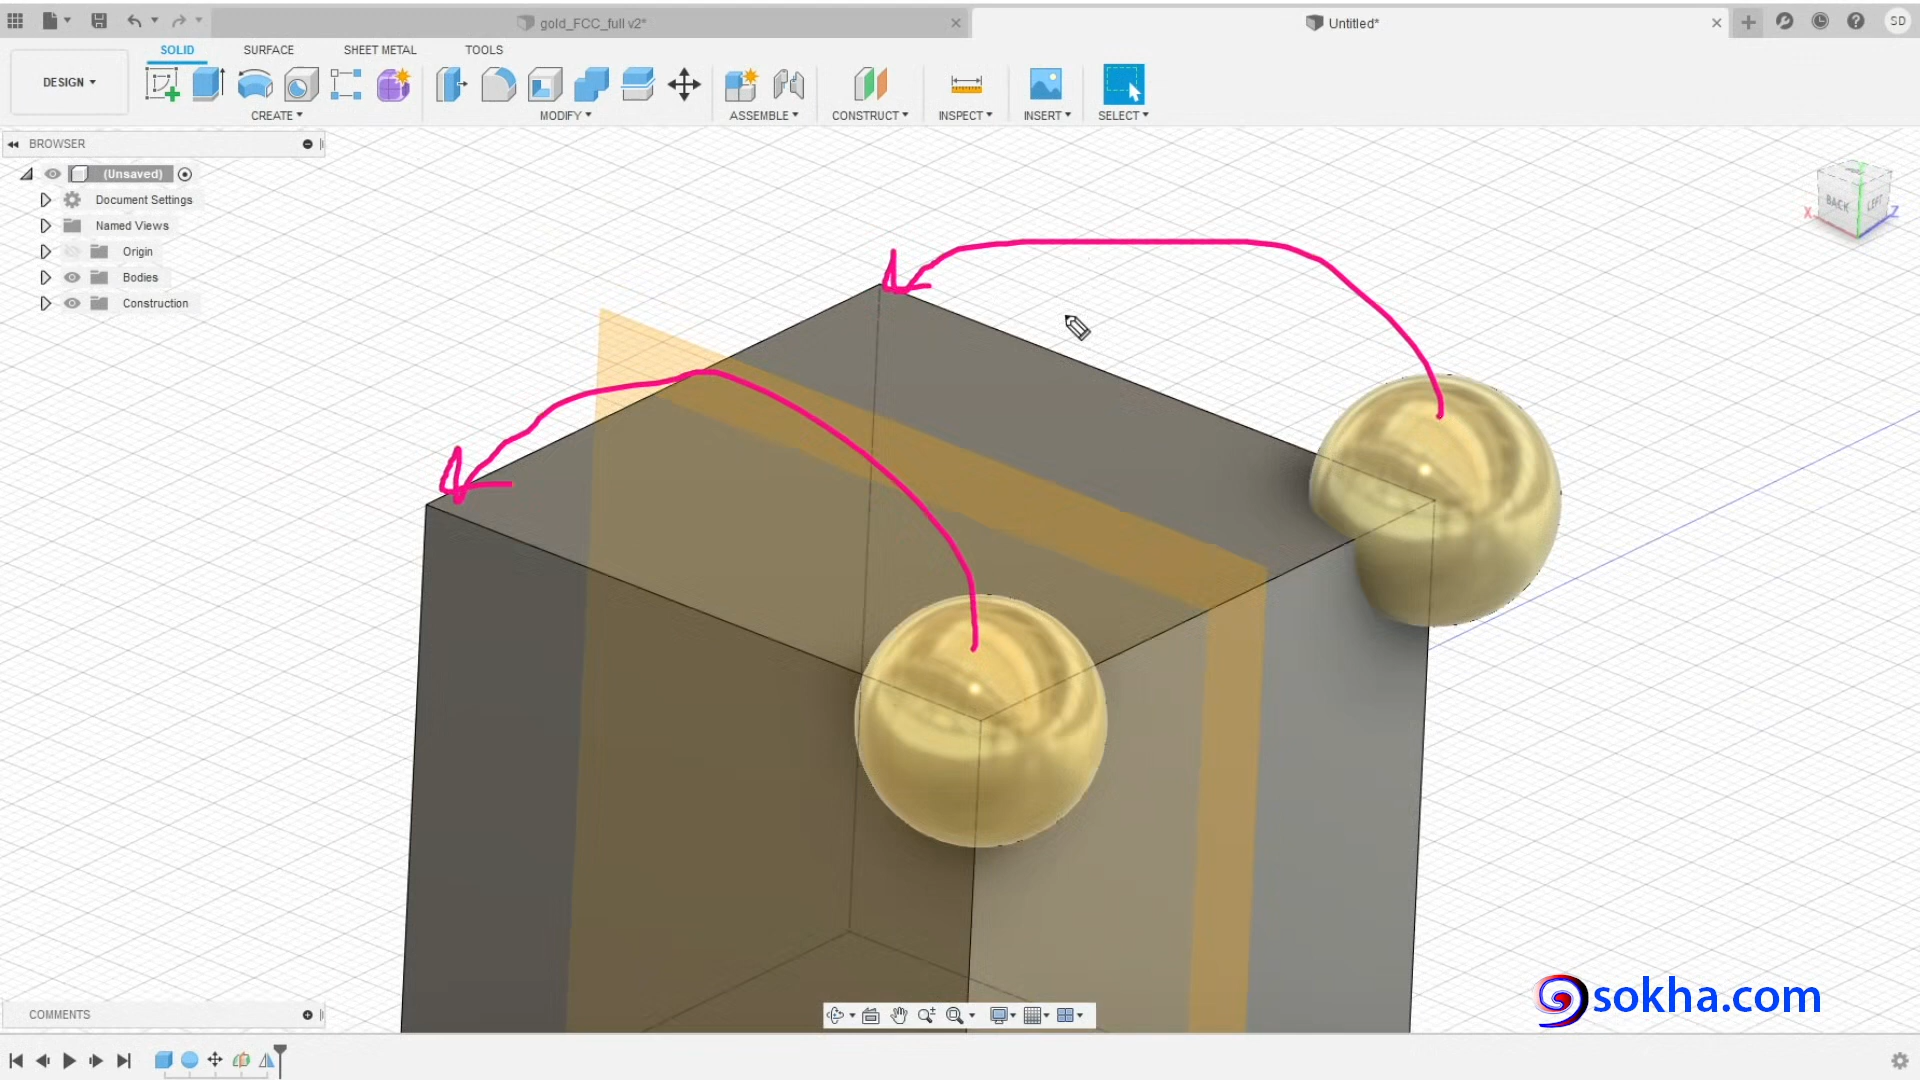 gold_FCC_full v2*
Untitled*
SD
DESIGN
SOLID
SURFACE
SHEET METAL
TOOLS
CREATE
MODIFY
ASSEMBLE
CONSTRUCT
INSPECT
INSERT
SELECT
BROWSER
(Unsaved)
Document Settings
Named Views
Origin
Bodies
Construction
BACK
LEFT
X
Z
COMMENTS
sokha.com